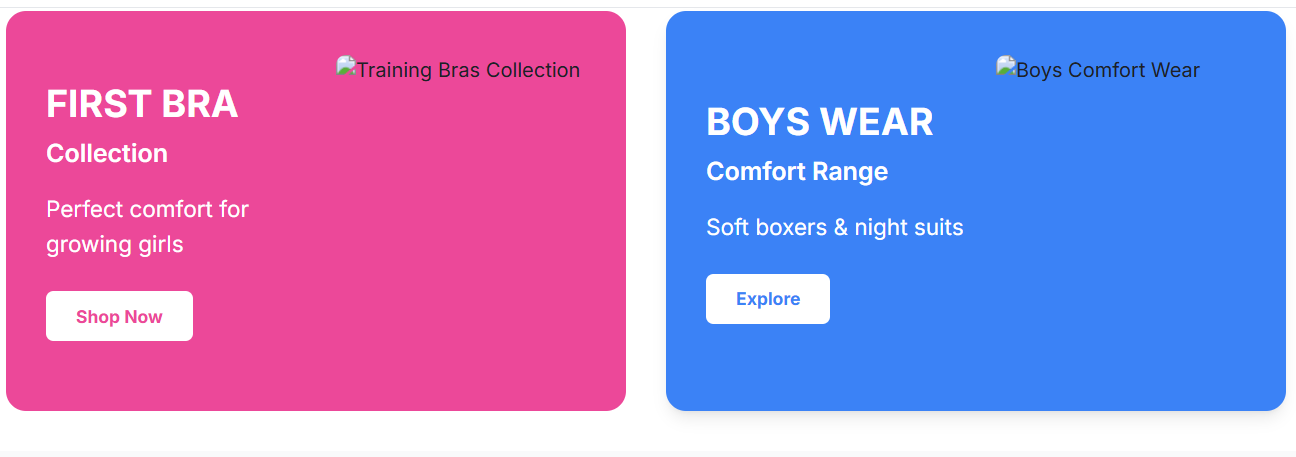 Training Bras Collection
FIRST BRA
Collection
Perfect comfort for
growing girls
Shop Now
Boys Comfort Wear
BOYS WEAR
Comfort Range
Soft boxers & night suits
Explore